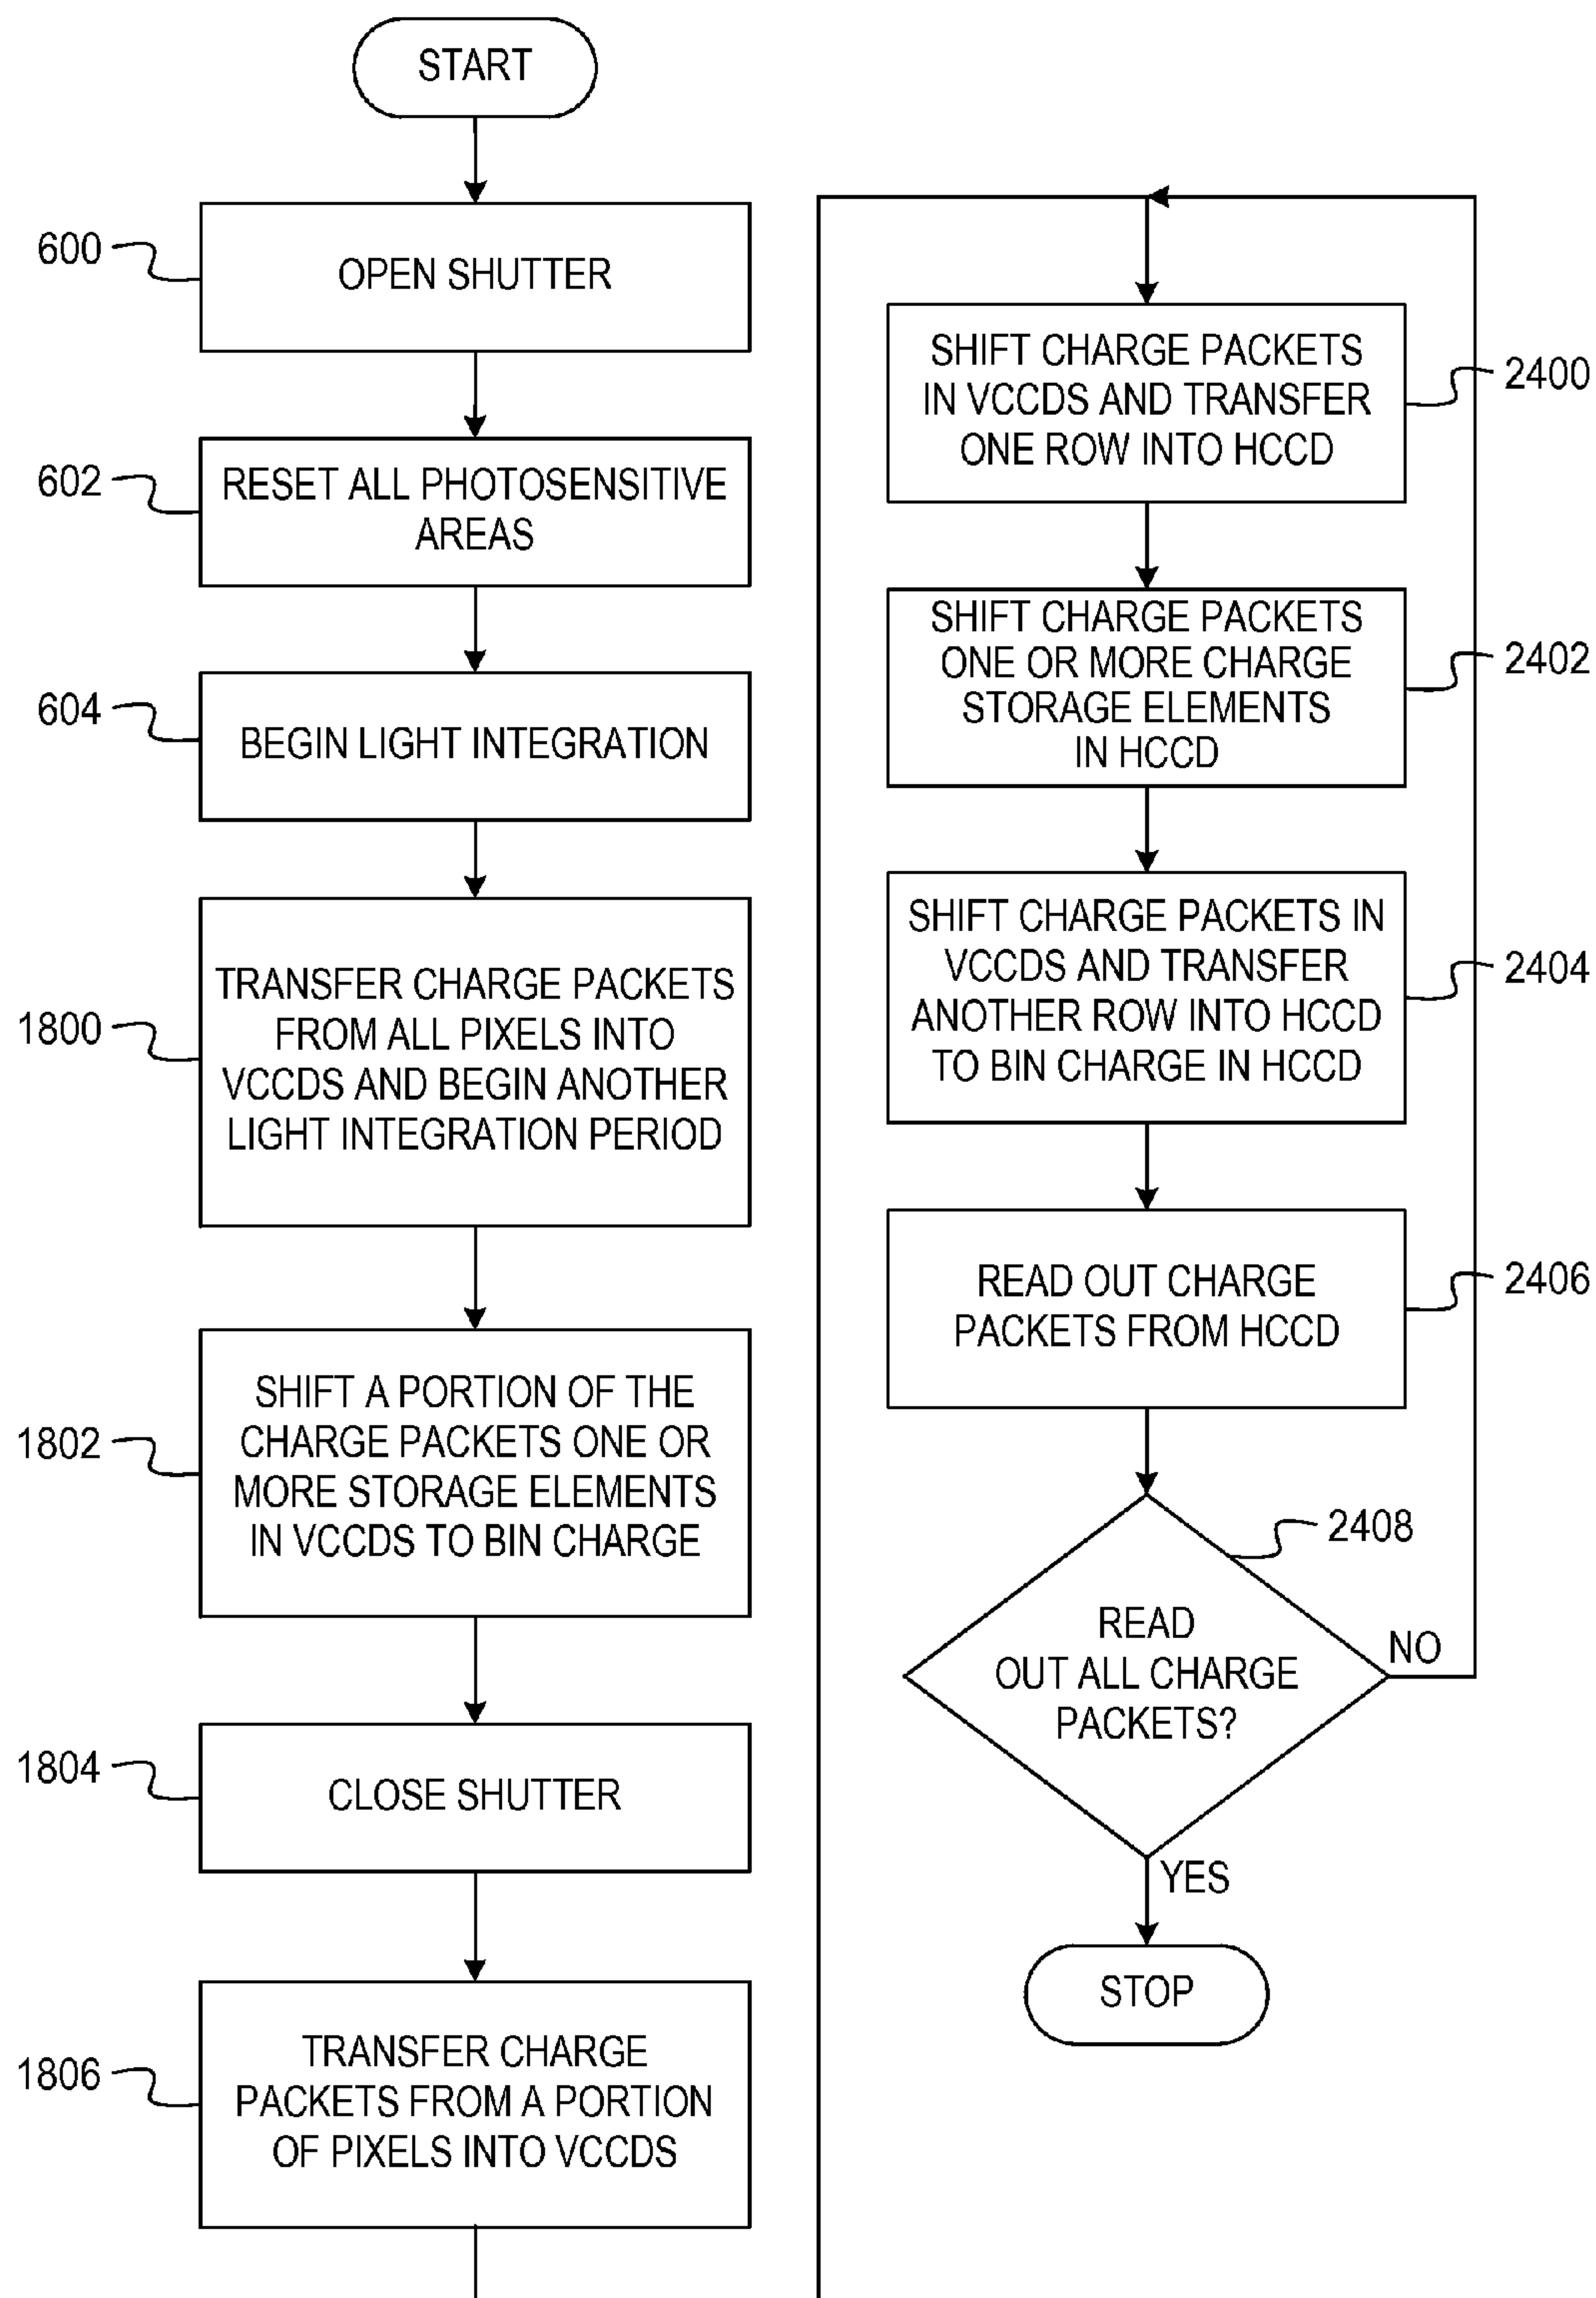 START
600
OPEN SHUTTER
602
RESET ALL PHOTOSENSITIVE
AREAS
604
BEGIN LIGHT INTEGRATION
1800
TRANSFER CHARGE PACKETS
FROM ALL PIXELS INTO
VCCDS AND BEGIN ANOTHER
LIGHT INTEGRATION PERIOD
1802
SHIFT A PORTION OF THE
CHARGE PACKETS ONE OR
MORE STORAGE ELEMENTS
IN VCCDS TO BIN CHARGE
1804
CLOSE SHUTTER
1806
TRANSFER CHARGE
PACKETS FROM A PORTION
OF PIXELS INTO VCCDS
SHIFT CHARGE PACKETS
IN VCCDS AND TRANSFER
ONE ROW INTO HCCD
2400
SHIFT CHARGE PACKETS
ONE OR MORE CHARGE
STORAGE ELEMENTS
IN HCCD
2402
SHIFT CHARGE PACKETS IN
VCCDS AND TRANSFER
ANOTHER ROW INTO HCCD
TO BIN CHARGE IN HCCD
2404
READ OUT CHARGE
PACKETS FROM HCCD
2406
2408
READ
OUT ALL CHARGE
PACKETS?
NO
YES
STOP